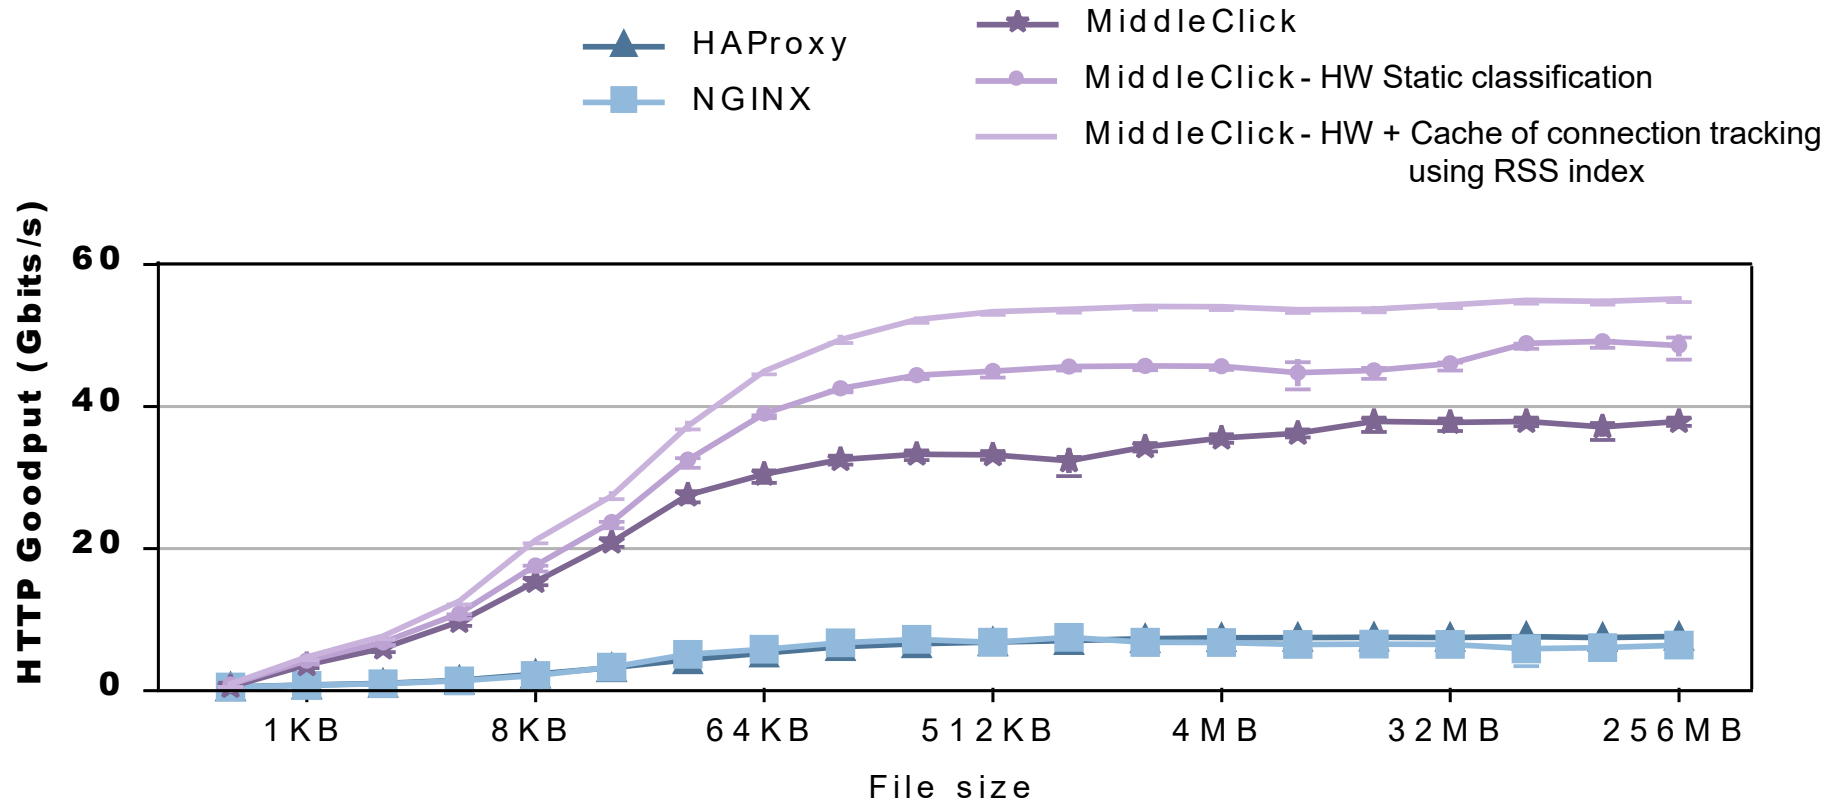 HAProxy
NGINX
MiddleClick
MiddleClick- HW Static classification
MiddleClick- HW + Cache of connection tracking
using RSS index
HTTP Goodput (Gbits/s)
60
40
20
0
1KB
8KB
64KB
512KB
4MB
32MB
256MB
File size